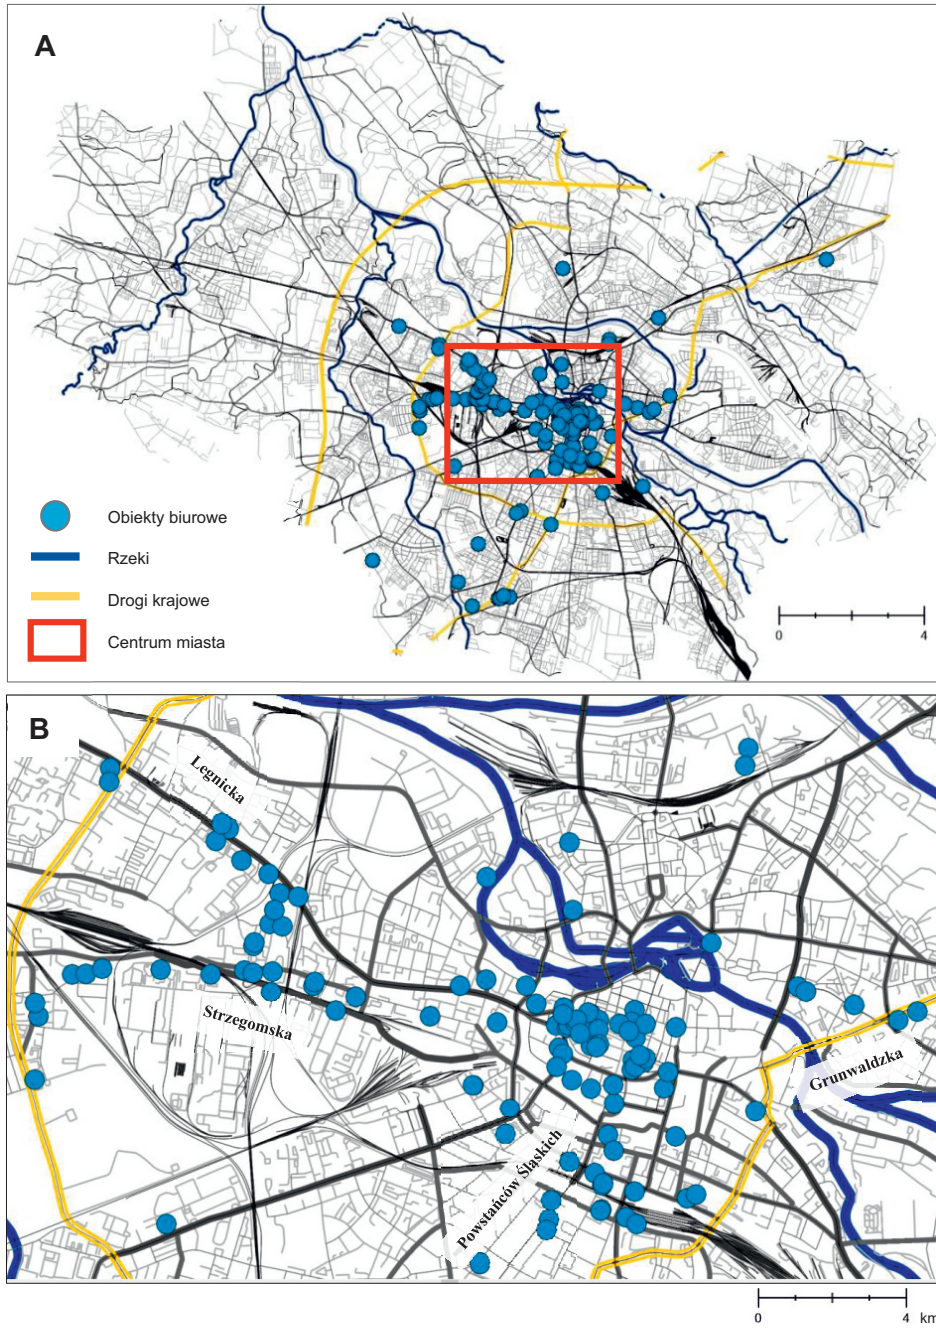 A
Obiekty biurowe
Rzeki
Drogi krajowe
Centrum miasta
0
4
B
Legnicka
Strzegomska
Grunwaldzka
Powstańców Śląskich
0
4
km